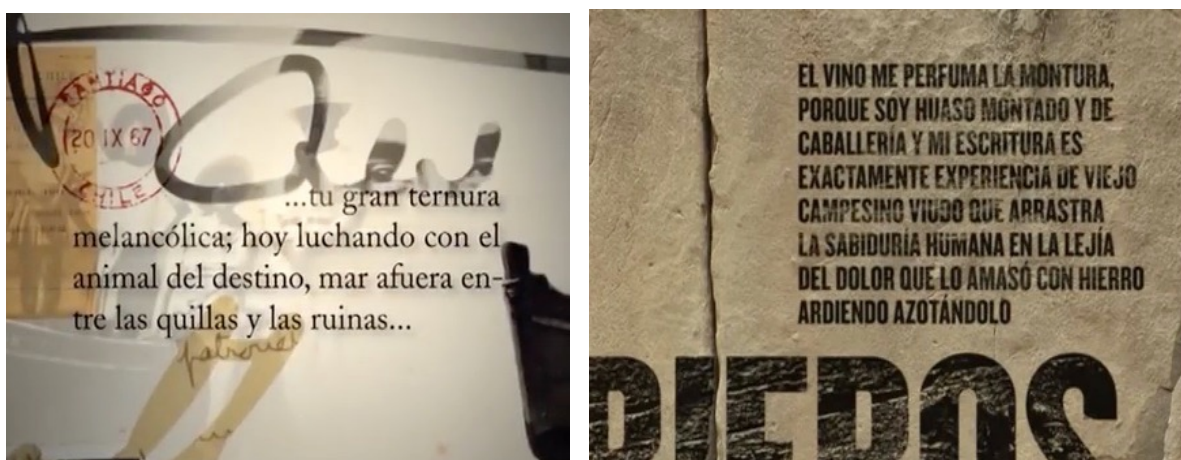 SANTIAGO
20 IX 67
CHILE
...tu gran ternura
melancólica; hoy luchando con el
animal del destino, mar afuera en-
tre las quillas y las ruinas...
patronal
EL VINO ME PERFUMA LA MONTURA,
PORQUE SOY HUASO MONTADO Y DE
CABALLERÍA Y MI ESCRITURA ES
EXACTAMENTE EXPERIENCIA DE VIEJO
CAMPESINO VIUDO QUE ARRASTRA
LA SABIDURÍA HUMANA EN LA LEJÍA
DEL DOLOR QUE LO AMASÓ CON HIERRO
ARDIENDO AZOTÁNDOLO